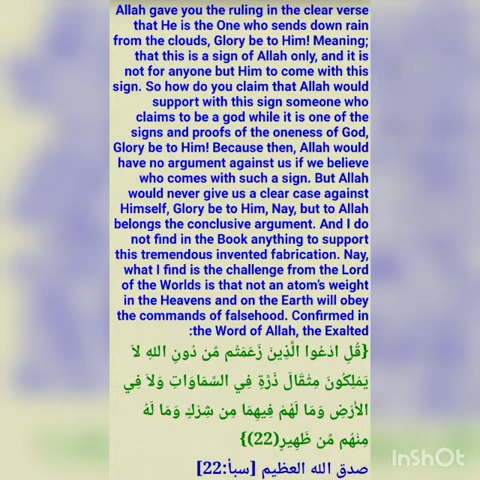 Allah gave you the ruling in the clear verse
that He is the One who sends down rain
from the clouds, Glory be to Him! Meaning;
that this is a sign of Allah only, and it is
not for anyone but Him to come with this
sign. So how do you claim that Allah would
support with this sign someone who
claims to be a god while it is one of the
signs and proofs of the oneness of God,
Glory be to Him! Because then, Allah would
have no argument against us if we believe
who comes with such a sign. But Allah
would never give us a clear case against
Himself, Glory be to Him, Nay, but to Allah
belongs the conclusive argument. And I do
not find in the Book anything to support
this tremendous invented fabrication. Nay,
what I find is the challenge from the Lord
of the Worlds is that not an atom's weight
in the Heavens and on the Earth will obey
the commands of falsehood. Confirmed in
:the Word of Allah, the Exalted
{قُلِ ادْعُوا الَّذِينَ زَعَمْتُم مِّن دُونِ اللهِ لاَ
يَمْلِكُونَ مِثْقَالَ ذَرَّةٍ فِي السَّمَاوَاتِ وَلاَ فِي
الأرْضِ وَمَا لَهُمْ فِيهِمَا مِن شِرْكٍ وَمَا لَهُ
مِنْهُم مِّن ظَهِيرٍ(22)}
صدق الله العظيم [سبأ:22]
InShOt